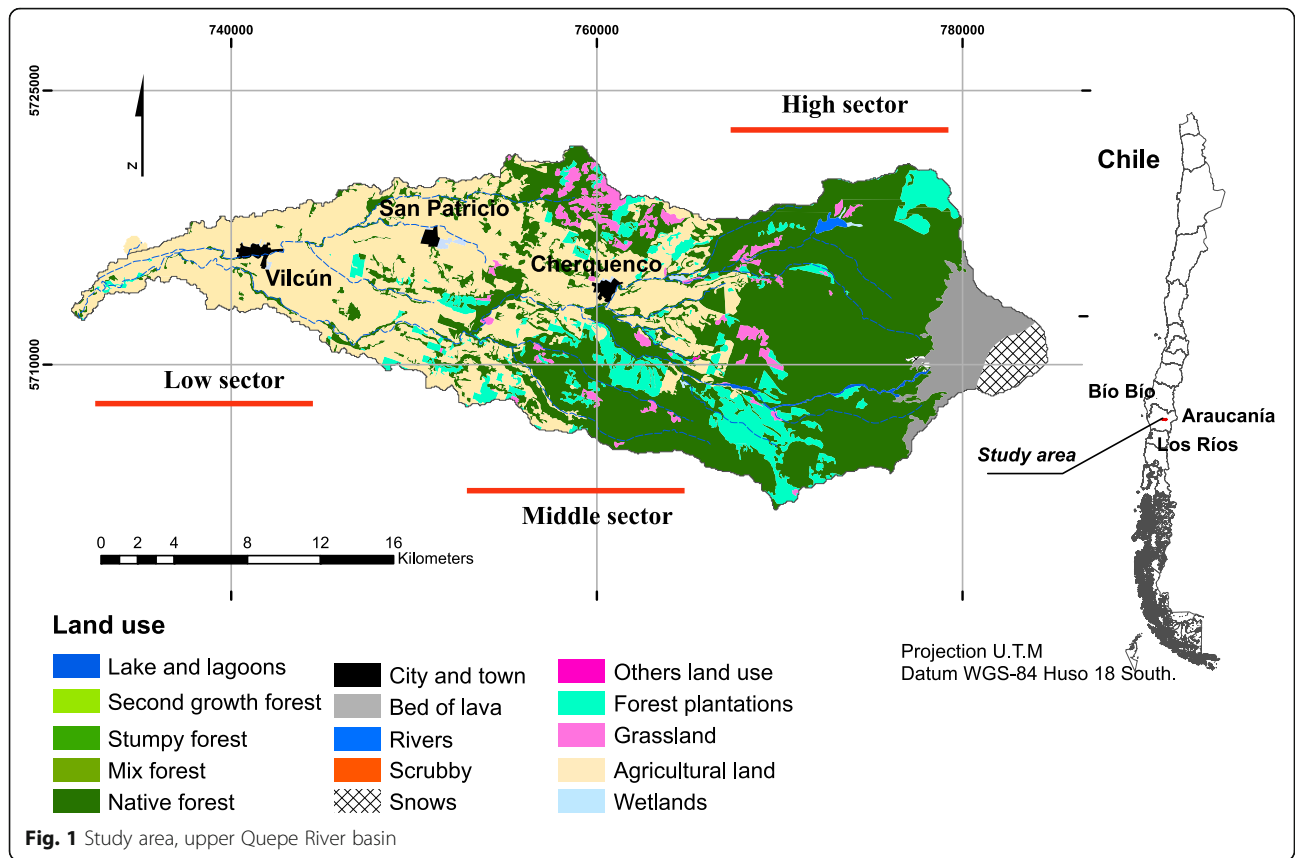 740000
760000
780000
5725000
5710000
z
High sector
Chile
San Patricio
Vilcún
Cherquenco
Low sector
Middle sector
Bío Bío
Araucanía
Los Ríos
Study area
0 2 4 8 12 16
Kilometers
Land use
Lake and lagoons
Second growth forest
Stumpy forest
Mix forest
Native forest
City and town
Bed of lava
Rivers
Scrubby
Snows
Others land use
Forest plantations
Grassland
Agricultural land
Wetlands
Projection U.T.M
Datum WGS-84 Huso 18 South.
Fig. 1 Study area, upper Quepe River basin